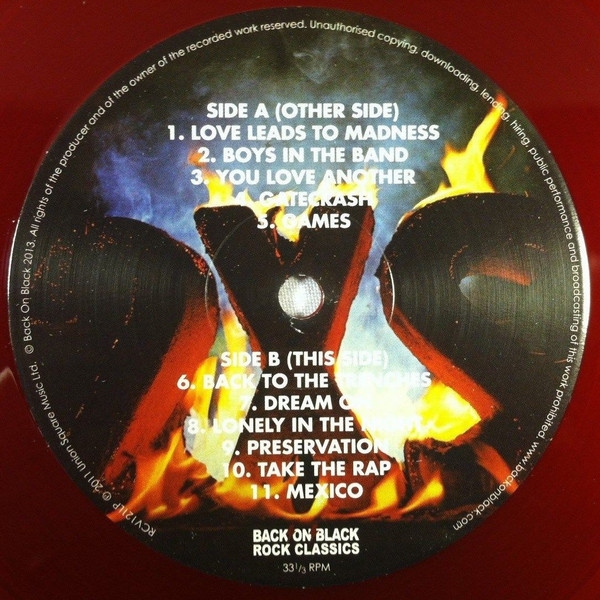 SIDE A (OTHER SIDE)
1. LOVE LEADS TO MADNESS
2. BOYS IN THE BAND
3. YOU LOVE ANOTHER
4. GATECRASH
5. GAMES
SIDE B (THIS SIDE)
6. BACK TO THE TRENCHES
7. DREAM ON
8. LONELY IN THE NIGHT
9. PRESERVATION
10. TAKE THE RAP
11. MEXICO
BACK ON BLACK
ROCK CLASSICS
33 1/3 RPM
RCV121LP ℗ 2011 Union Square Music Ltd. © Back On Black 2013. All rights of the producer and of the owner of the recorded work reserved. Unauthorised copying, downloading, lending, hiring, public performance and broadcasting of this work prohibited. www.backonblack.com